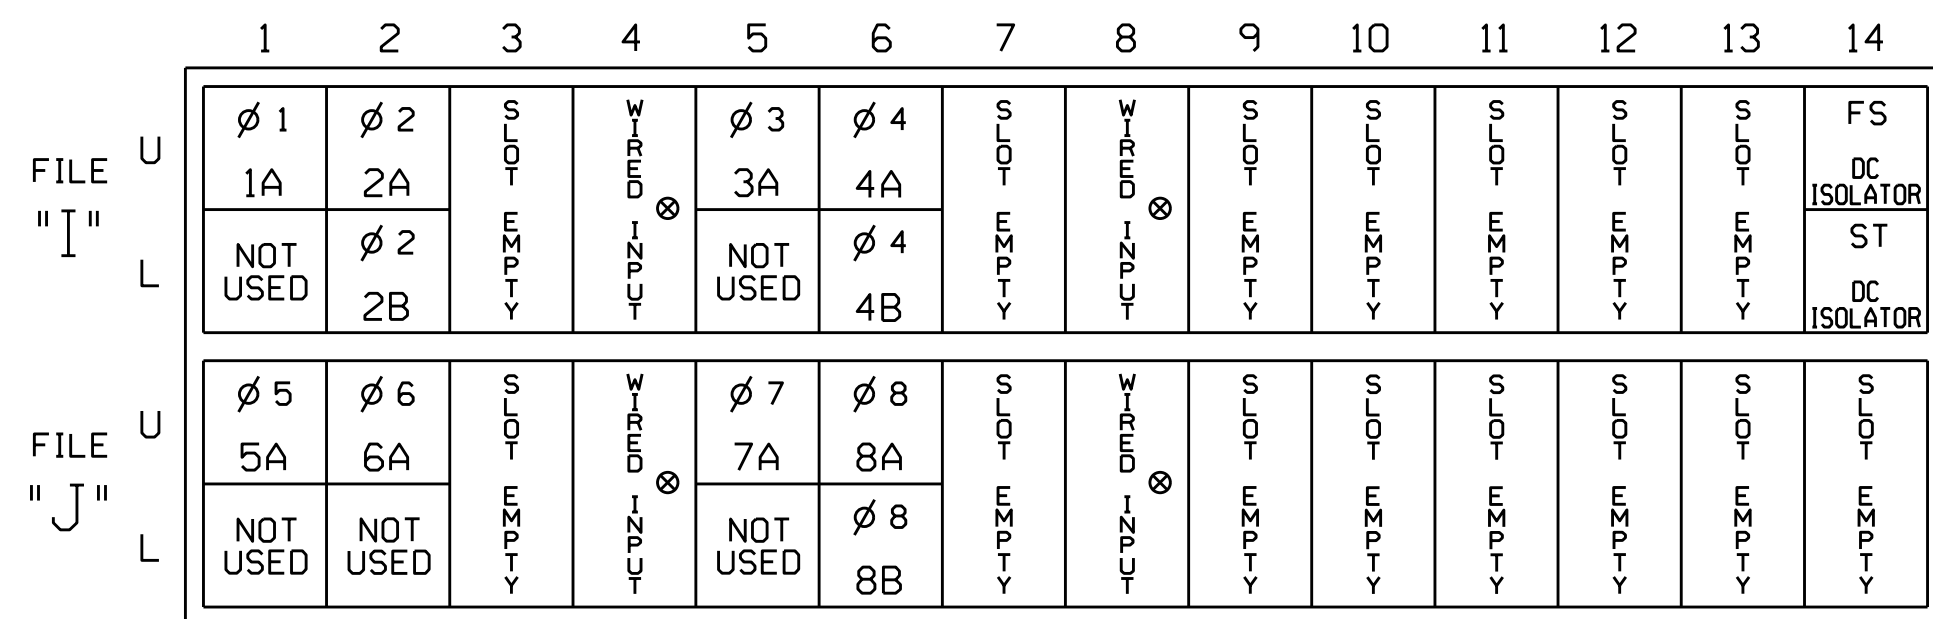 1 2 3 4 5 6 7 8 9 10 11 12 13 14
FILE "I"
U
L
Ø 1
1A
NOT
USED
Ø 2
2A
Ø 2
2B
SLOT EMPTY
WIRED INPUT
Ø 3
3A
NOT
USED
Ø 4
4A
Ø 4
4B
SLOT EMPTY
WIRED INPUT
SLOT EMPTY
SLOT EMPTY
SLOT EMPTY
SLOT EMPTY
SLOT EMPTY
FS
DC
ISOLATOR
ST
DC
ISOLATOR
FILE "J"
U
L
Ø 5
5A
NOT
USED
Ø 6
6A
NOT
USED
SLOT EMPTY
WIRED INPUT
Ø 7
7A
NOT
USED
Ø 8
8A
Ø 8
8B
SLOT EMPTY
WIRED INPUT
SLOT EMPTY
SLOT EMPTY
SLOT EMPTY
SLOT EMPTY
SLOT EMPTY
SLOT EMPTY